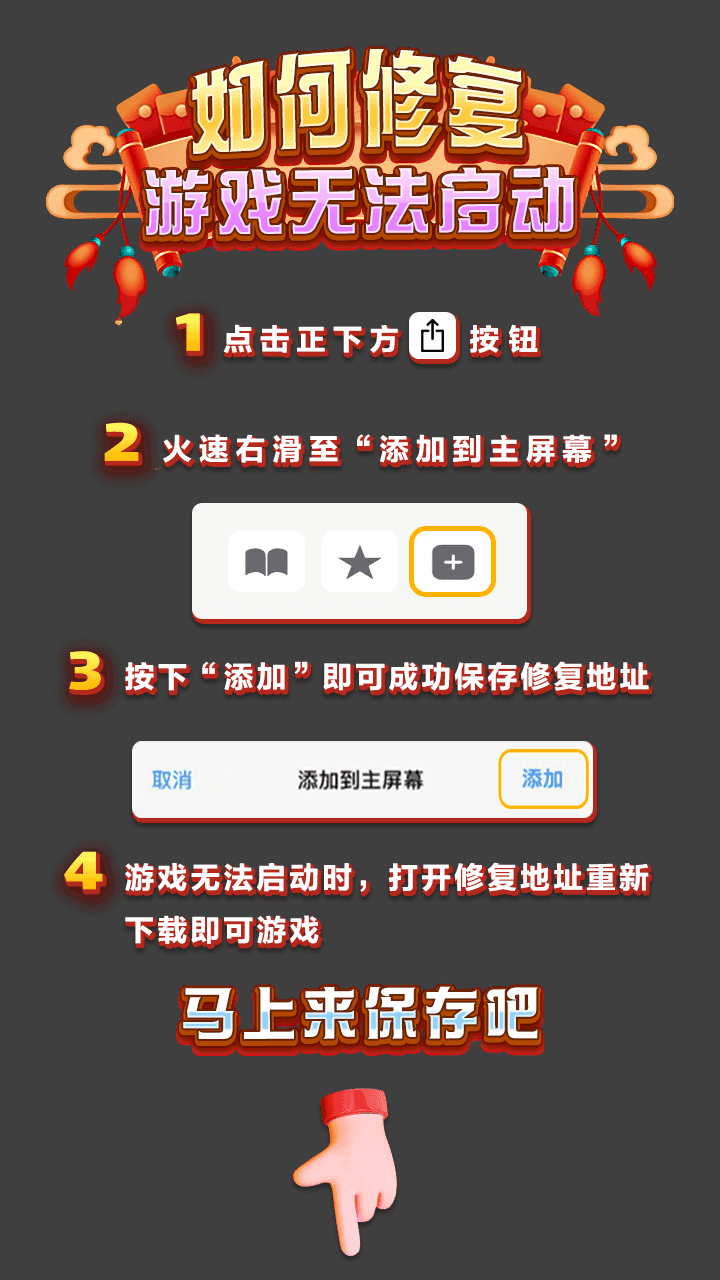 如何修复
游戏无法启动
1 点击正下方 按钮
2 火速右滑至“添加到主屏幕”
3 按下“添加”即可成功保存修复地址
取消 添加到主屏幕 添加
4 游戏无法启动时，打开修复地址重新
下载即可游戏
马上来保存吧